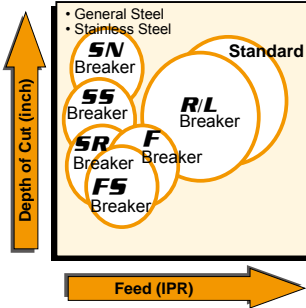 • General Steel
• Stainless Steel
SN
Breaker
Standard
SS
Breaker
R/L
Breaker
SR
Breaker
F
Breaker
FS
Breaker
Depth of Cut (inch)
Feed (IPR)